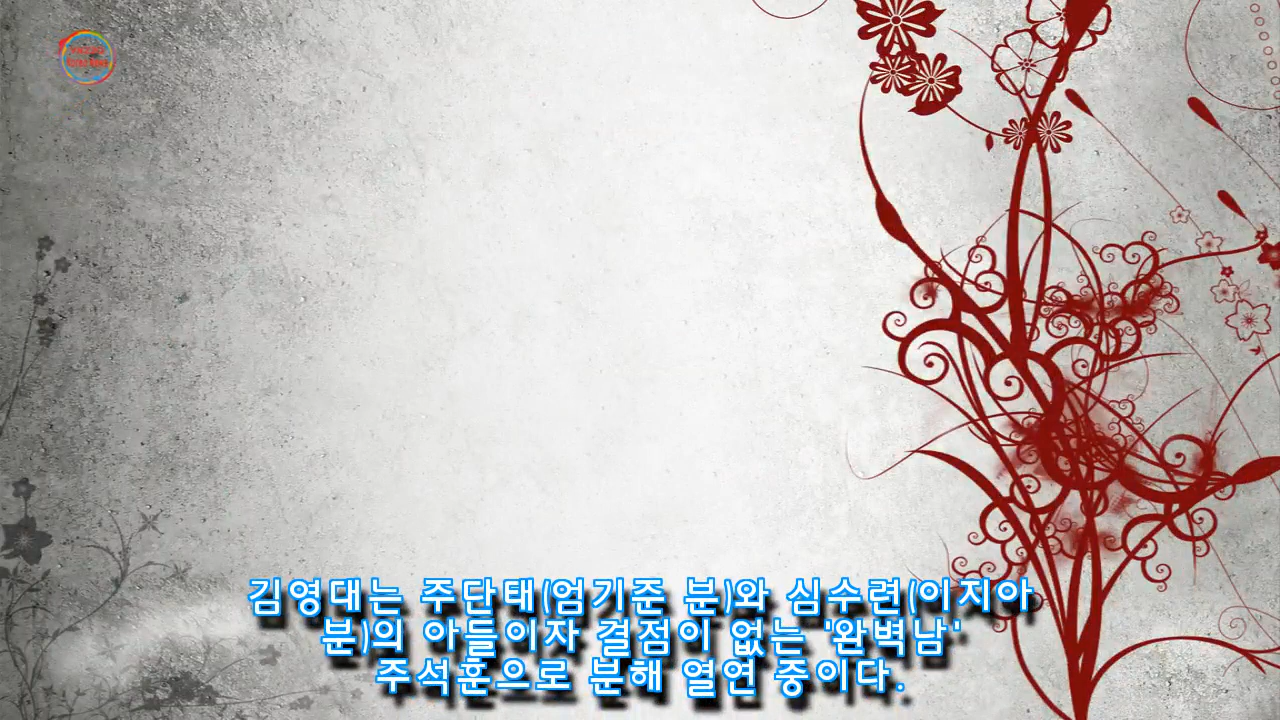 김영대는 주단태(엄기준 분)와 심수련(이지아
분)의 아들이자 결점이 없는 '완벽남'
주석훈으로 분해 열연 중이다.